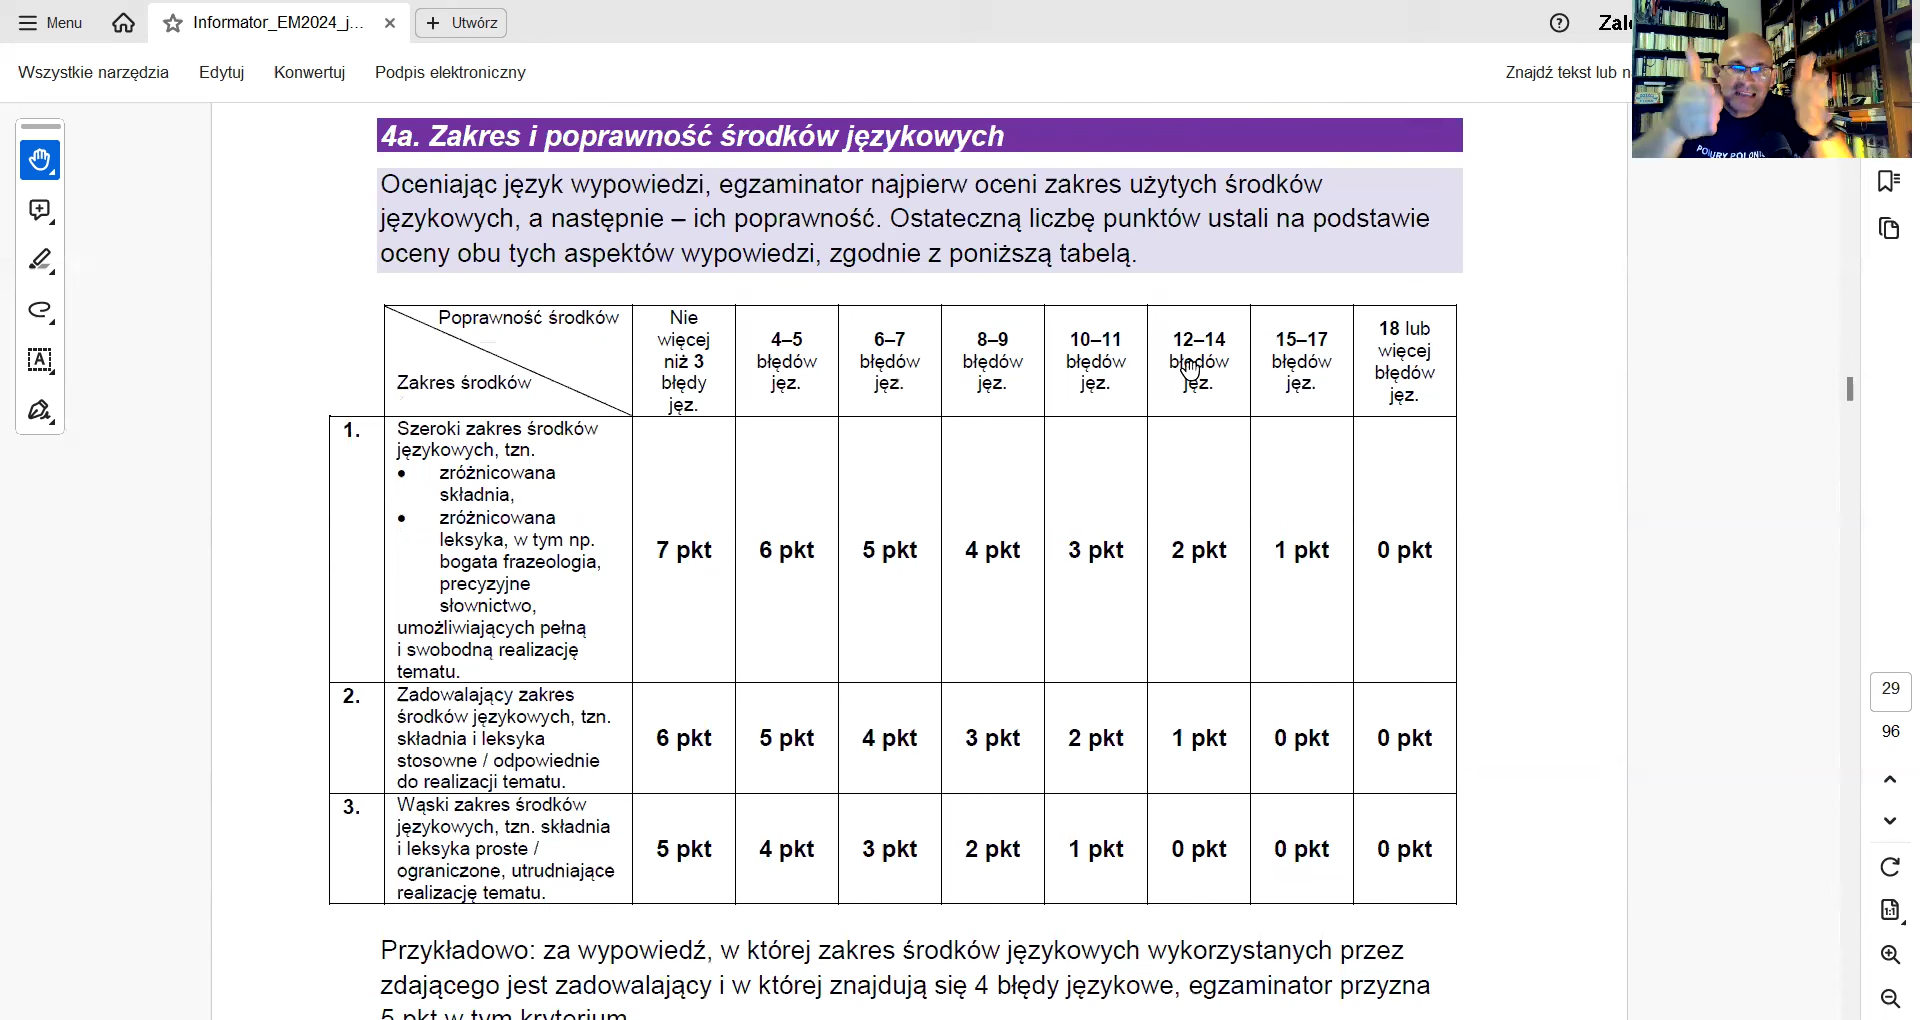 Menu
Informator_EM2024_j...
Utwórz
Wszystkie narzędzia
Edytuj
Konwertuj
Podpis elektroniczny
Znajdź tekst lub n
4a. Zakres i poprawność środków językowych
Oceniając język wypowiedzi, egzaminator najpierw oceni zakres użytych środków
językowych, a następnie – ich poprawność. Ostateczną liczbę punktów ustali na podstawie
oceny obu tych aspektów wypowiedzi, zgodnie z poniższą tabelą.
Poprawność środków
Zakres środków
Nie
więcej
niż 3
błędy
jęz.
4–5
błędów
jęz.
6–7
błędów
jęz.
8–9
błędów
jęz.
10–11
błędów
jęz.
12–14
błędów
jęz.
15–17
błędów
jęz.
18 lub
więcej
błędów
jęz.
1.
Szeroki zakres środków
językowych, tzn.
• zróżnicowana
składnia,
• zróżnicowana
leksyka, w tym np.
bogata frazeologia,
precyzyjne
słownictwo,
umożliwiających pełną
i swobodną realizację
tematu.
7 pkt
6 pkt
5 pkt
4 pkt
3 pkt
2 pkt
1 pkt
0 pkt
2.
Zadowalający zakres
środków językowych, tzn.
składnia i leksyka
stosowne / odpowiednie
do realizacji tematu.
6 pkt
5 pkt
4 pkt
3 pkt
2 pkt
1 pkt
0 pkt
0 pkt
3.
Wąski zakres środków
językowych, tzn. składnia
i leksyka proste /
ograniczone, utrudniające
realizację tematu.
5 pkt
4 pkt
3 pkt
2 pkt
1 pkt
0 pkt
0 pkt
0 pkt
Przykładowo: za wypowiedź, w której zakres środków językowych wykorzystanych przez
zdającego jest zadowalający i w której znajdują się 4 błędy językowe, egzaminator przyzna
5 pkt w tym kryterium
29
96